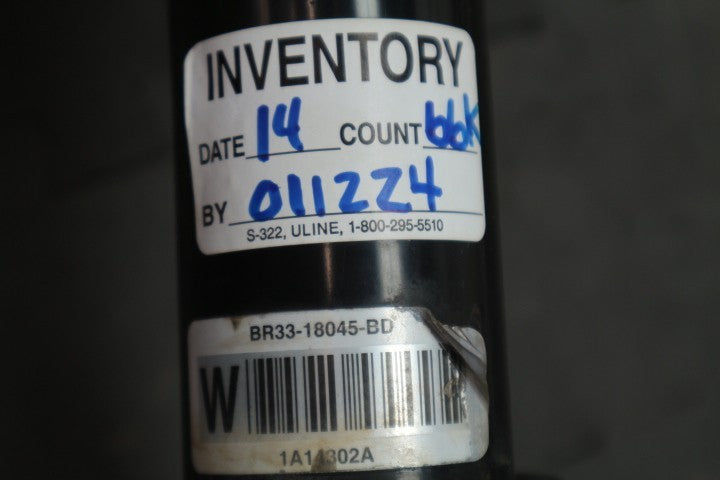 INVENTORY
DATE 14 COUNT 66K
BY 011224
S-322, ULINE, 1-800-295-5510
BR33-18045-BD
W
1A14302A